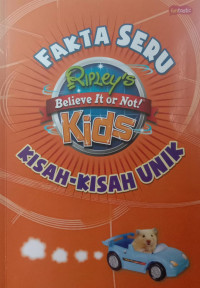 FAKTA SERU
RIPLEY'S
Believe It or Not!
Kids
KISAH-KISAH UNIK